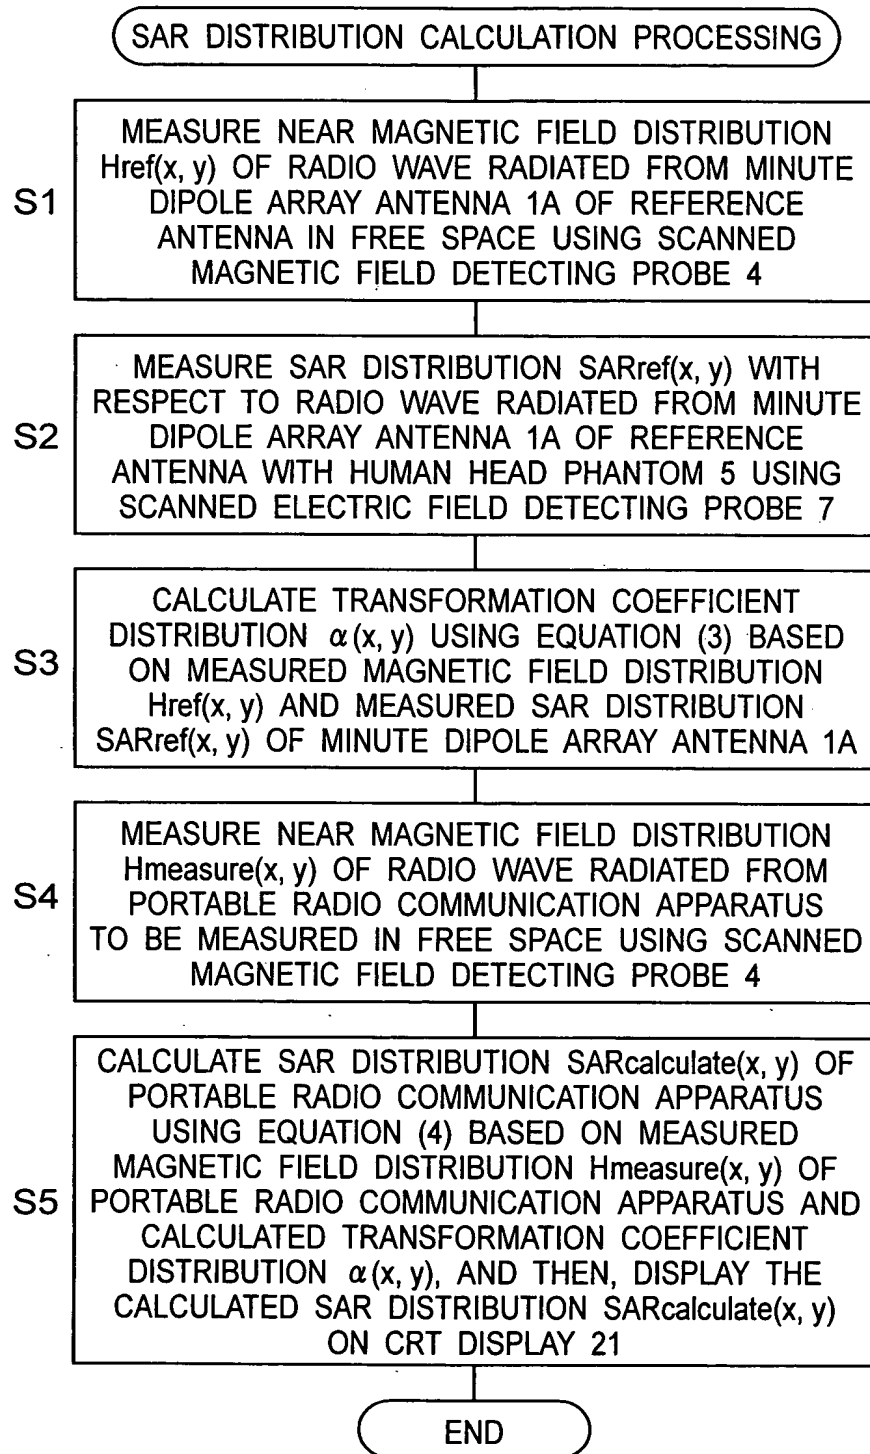 SAR DISTRIBUTION CALCULATION PROCESSING
S1
MEASURE NEAR MAGNETIC FIELD DISTRIBUTION
Href(x, y) OF RADIO WAVE RADIATED FROM MINUTE
DIPOLE ARRAY ANTENNA 1A OF REFERENCE
ANTENNA IN FREE SPACE USING SCANNED
MAGNETIC FIELD DETECTING PROBE 4
S2
MEASURE SAR DISTRIBUTION SARref(x, y) WITH
RESPECT TO RADIO WAVE RADIATED FROM MINUTE
DIPOLE ARRAY ANTENNA 1A OF REFERENCE
ANTENNA WITH HUMAN HEAD PHANTOM 5 USING
SCANNED ELECTRIC FIELD DETECTING PROBE 7
S3
CALCULATE TRANSFORMATION COEFFICIENT
DISTRIBUTION α(x, y) USING EQUATION (3) BASED
ON MEASURED MAGNETIC FIELD DISTRIBUTION
Href(x, y) AND MEASURED SAR DISTRIBUTION
SARref(x, y) OF MINUTE DIPOLE ARRAY ANTENNA 1A
S4
MEASURE NEAR MAGNETIC FIELD DISTRIBUTION
Hmeasure(x, y) OF RADIO WAVE RADIATED FROM
PORTABLE RADIO COMMUNICATION APPARATUS
TO BE MEASURED IN FREE SPACE USING SCANNED
MAGNETIC FIELD DETECTING PROBE 4
S5
CALCULATE SAR DISTRIBUTION SARcalculate(x, y) OF
PORTABLE RADIO COMMUNICATION APPARATUS
USING EQUATION (4) BASED ON MEASURED
MAGNETIC FIELD DISTRIBUTION Hmeasure(x, y) OF
PORTABLE RADIO COMMUNICATION APPARATUS AND
CALCULATED TRANSFORMATION COEFFICIENT
DISTRIBUTION α(x, y), AND THEN, DISPLAY THE
CALCULATED SAR DISTRIBUTION SARcalculate(x, y)
ON CRT DISPLAY 21
END